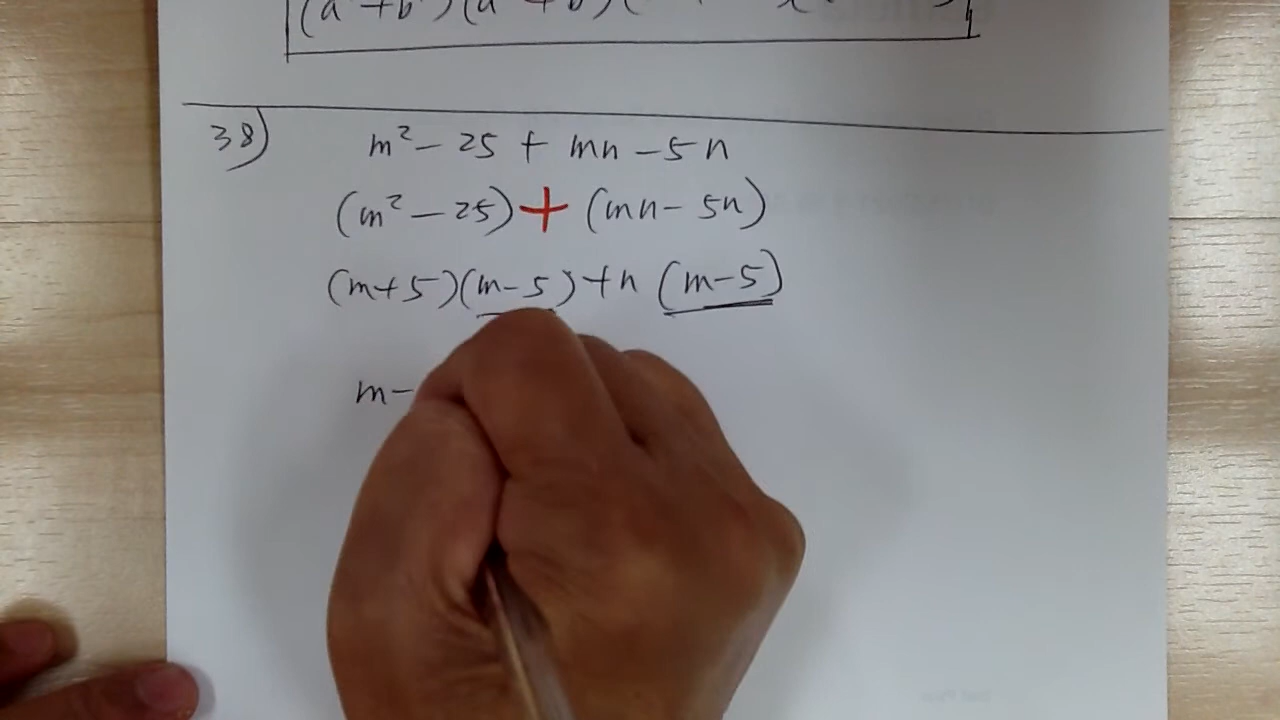 38) m² - 25 + mn - 5n
(m² - 25) + (mn - 5n)
(m+5)(m-5) + n (m-5)
m-